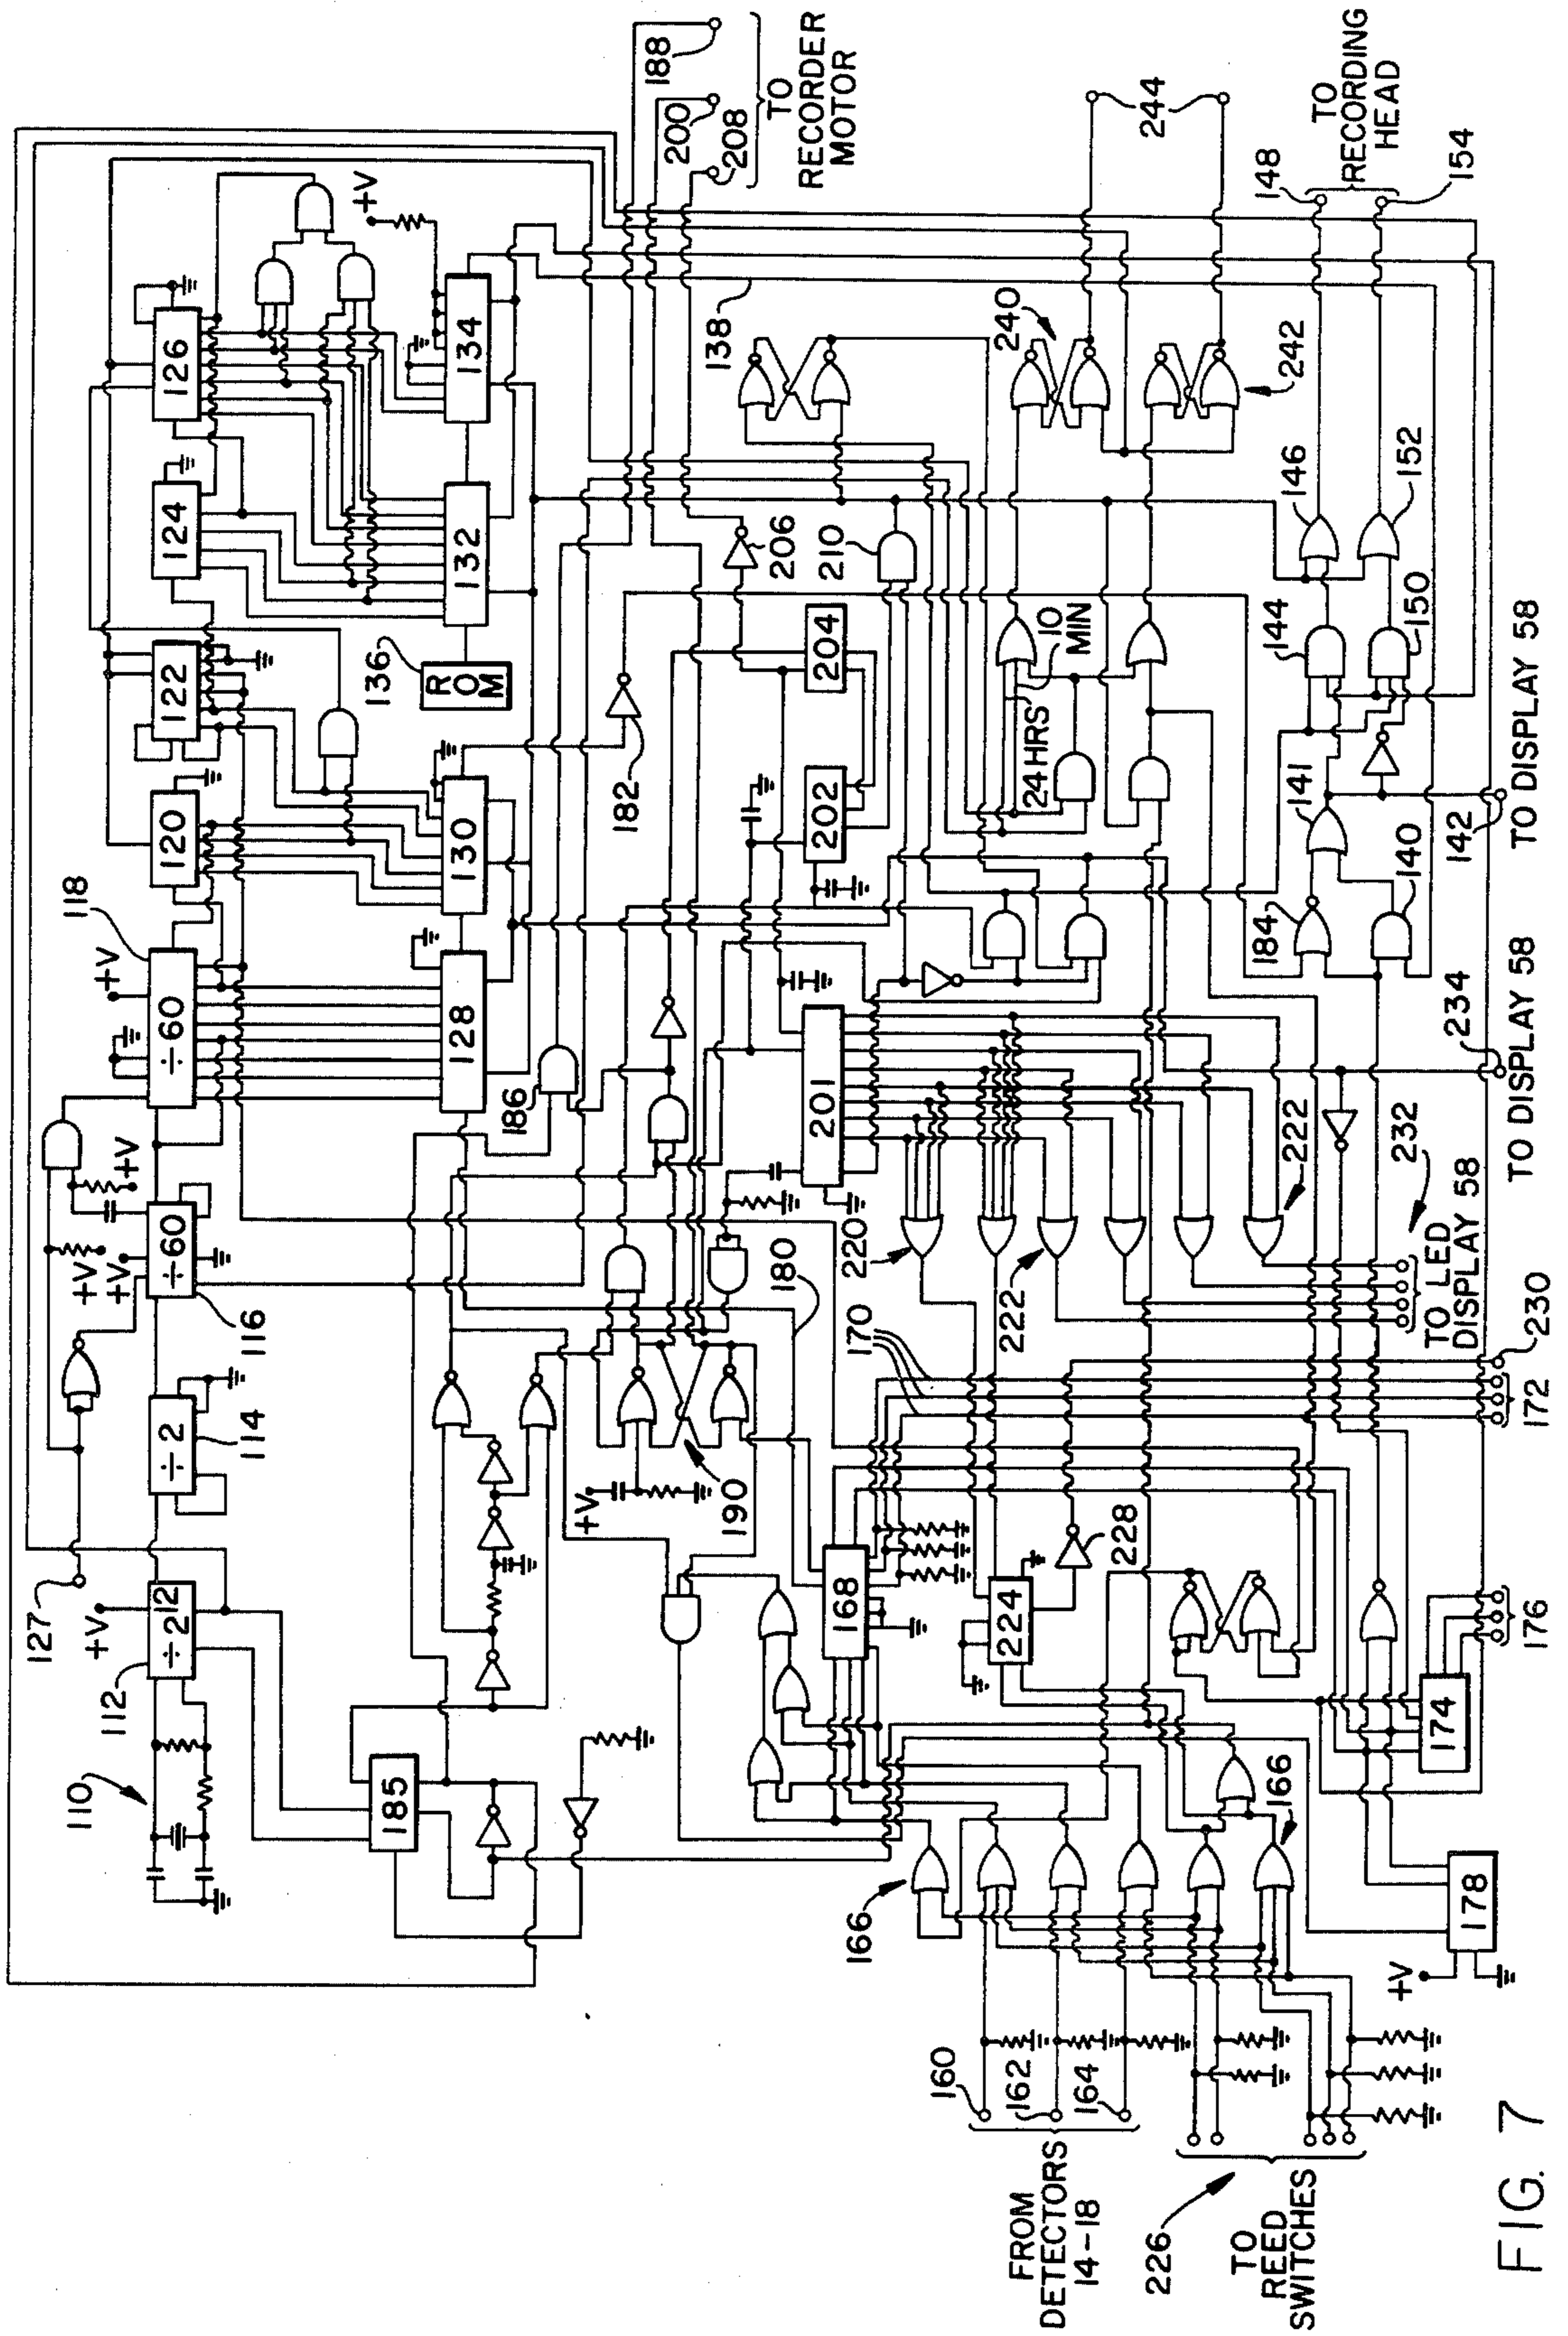 110
112
+V
÷2¹²
127
114
÷2
+V
+V
÷60
116
+V
+V
÷60
118
120
122
124
126
+V
128
130
132
134
136
ROM
185
186
182
188
200
208
TO
RECORDER
MOTOR
+V
190
180
201
202
204
206
210
138
240
242
244
24 HRS
10
MIN
220
222
222
170
168
224
228
166
166
160
162
164
FROM
DETECTORS
14-18
226
TO
REED
SWITCHES
+V
178
174
176
172
230
TO LED
DISPLAY 58
232
234
TO DISPLAY 58
184
140
141
142
TO DISPLAY 58
144
150
146
152
148
154
TO
RECORDING
HEAD
FIG. 7